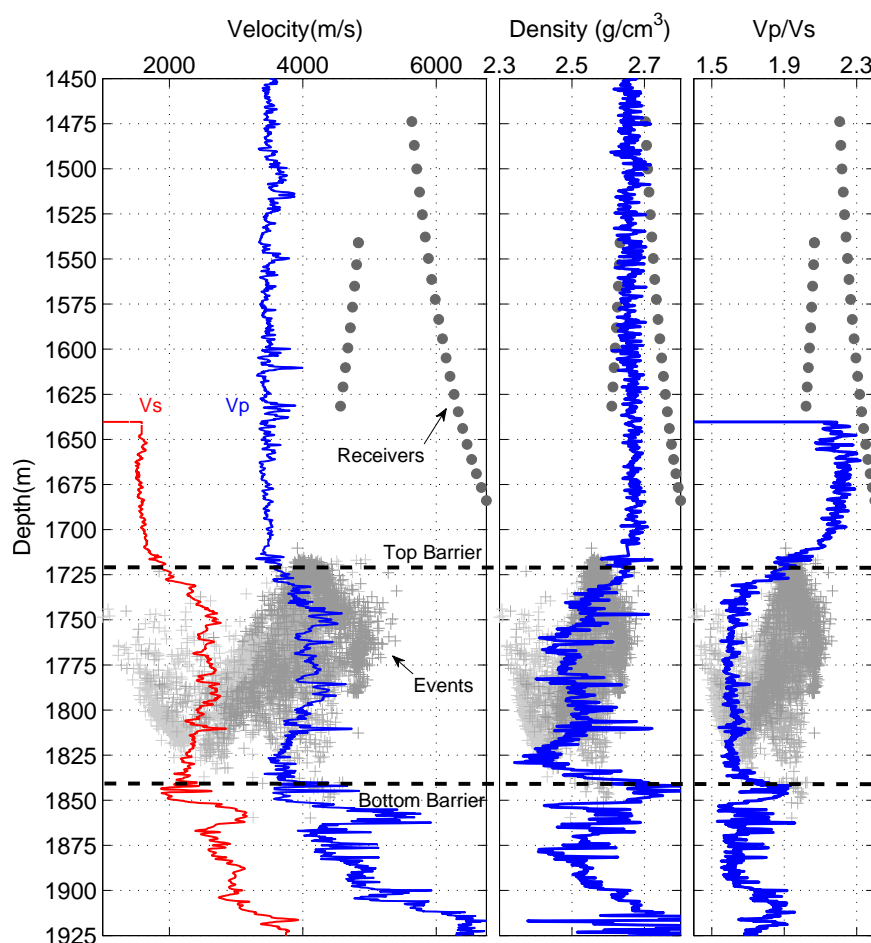 Velocity(m/s) Density (g/cm³) Vp/Vs
2000 4000 6000 2.3 2.5 2.7 1.5 1.9 2.3
2.
1450
1475
1500
1525
1550
1575
1600
1625
Vs Vp
1650
Receivers
1675
1700
Depth(m)
Top Barrier
1725
1750
1775
Events
1800
1825
Bottom Barrier
1850
1875
1900
1925